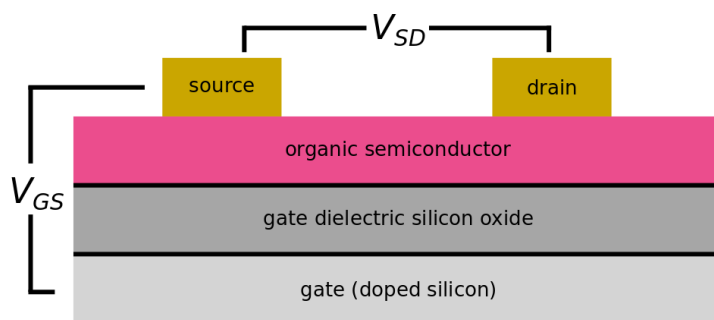 V_SD
source
drain
organic semiconductor
V_GS
gate dielectric silicon oxide
gate (doped silicon)